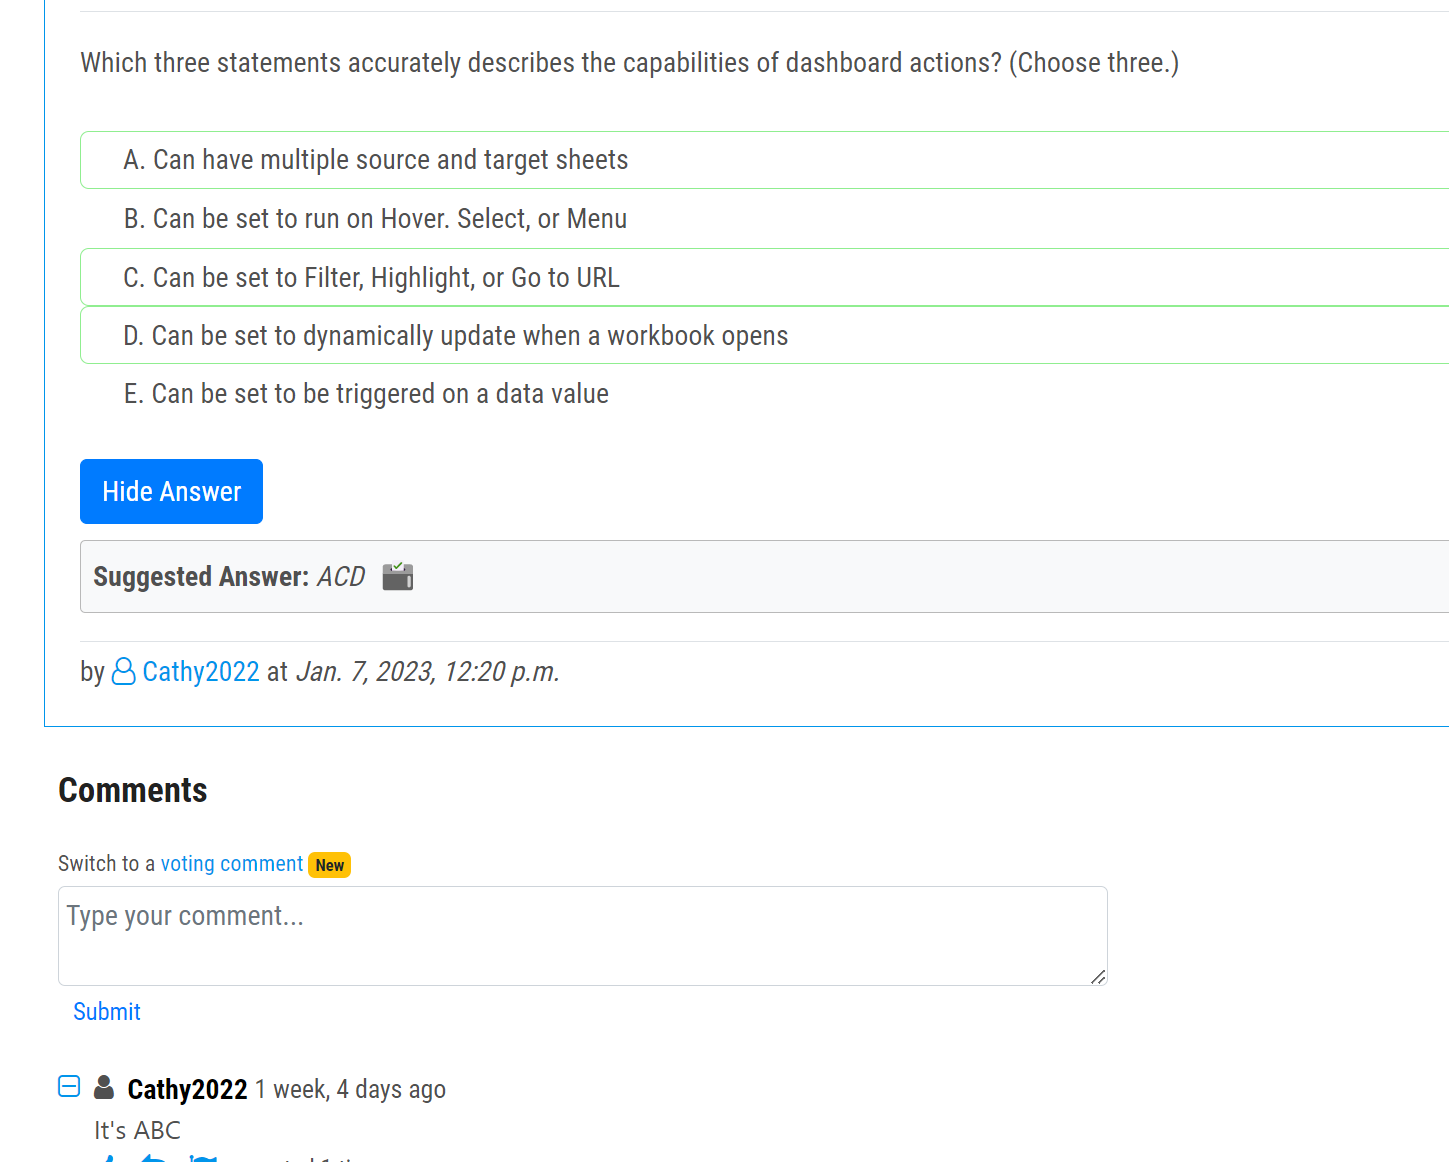 Which three statements accurately describes the capabilities of dashboard actions? (Choose three.)
A. Can have multiple source and target sheets
B. Can be set to run on Hover. Select, or Menu
C. Can be set to Filter, Highlight, or Go to URL
D. Can be set to dynamically update when a workbook opens
E. Can be set to be triggered on a data value
Hide Answer
Suggested Answer: ACD
by Cathy2022 at Jan. 7, 2023, 12:20 p.m.
Comments
Switch to a voting comment New
Type your comment...
Submit
Cathy2022 1 week, 4 days ago
It's ABC